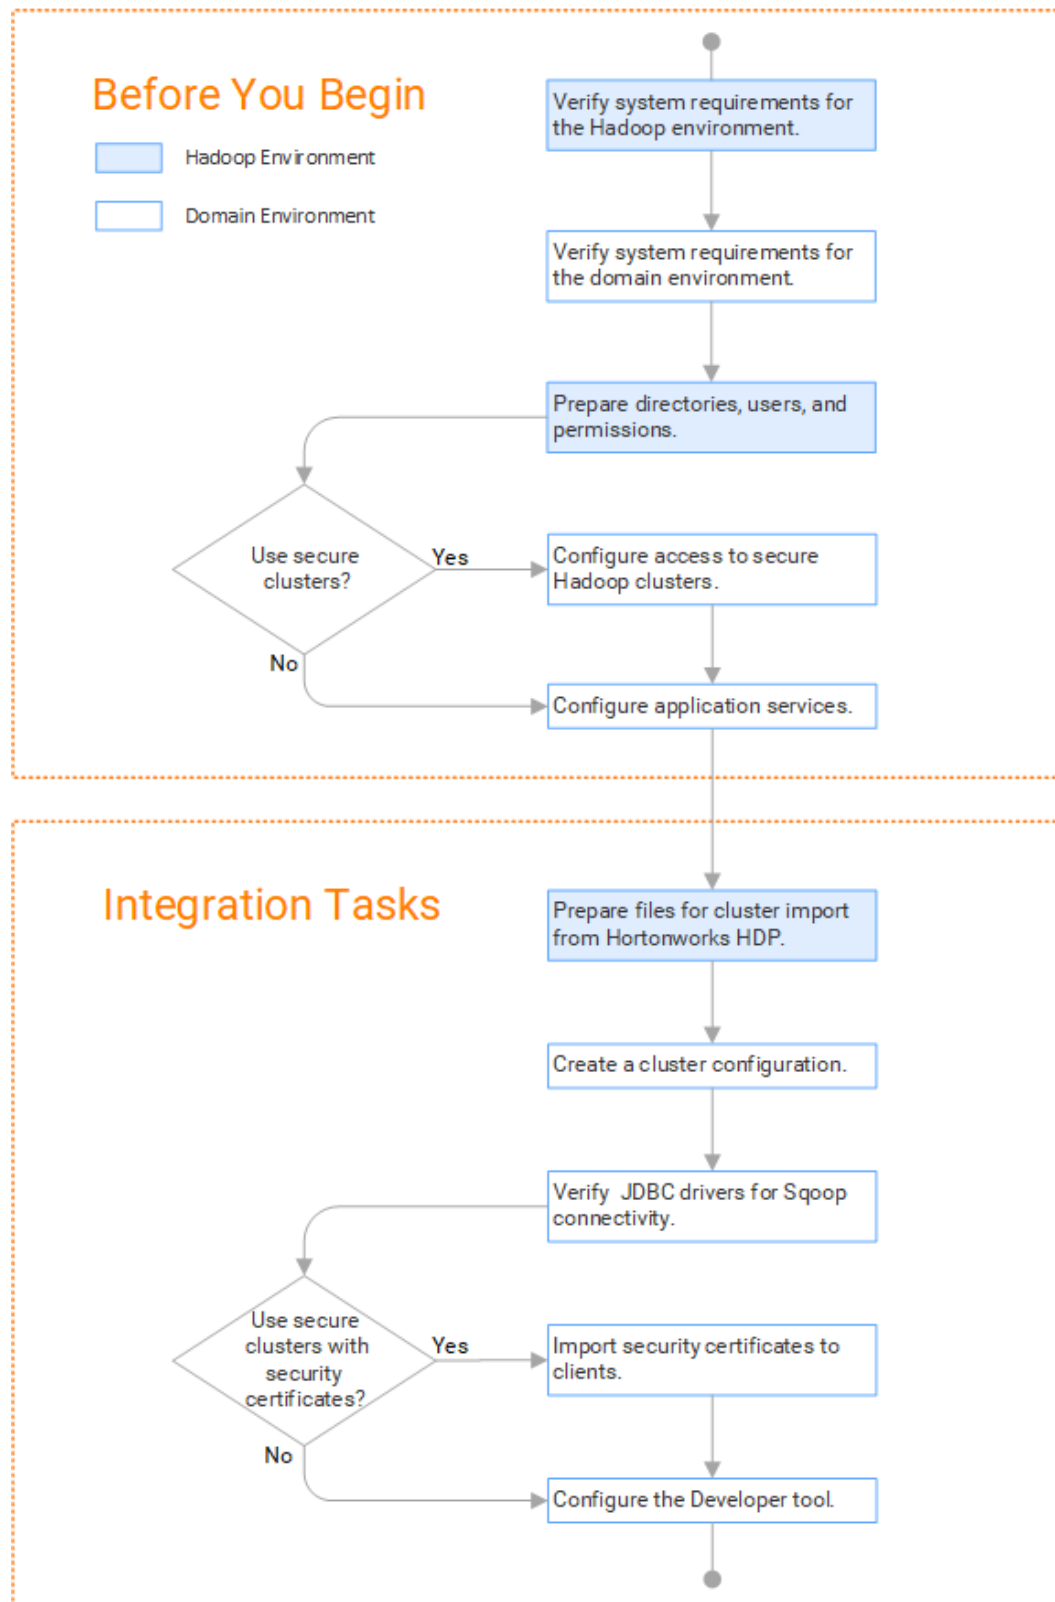 Before You Begin
Hadoop Environment
Domain Environment
Verify system requirements for
the Hadoop environment.
Verify system requirements for
the domain environment.
Prepare directories, users, and
permissions.
Use secure
clusters?
Yes
No
Configure access to secure
Hadoop clusters.
Configure application services.
Integration Tasks
Prepare files for cluster import
from Hortonworks HDP.
Create a cluster configuration.
Verify JDBC drivers for Sqoop
connectivity.
Use secure
clusters with
security
certificates?
Yes
No
Import security certificates to
clients.
Configure the Developer tool.